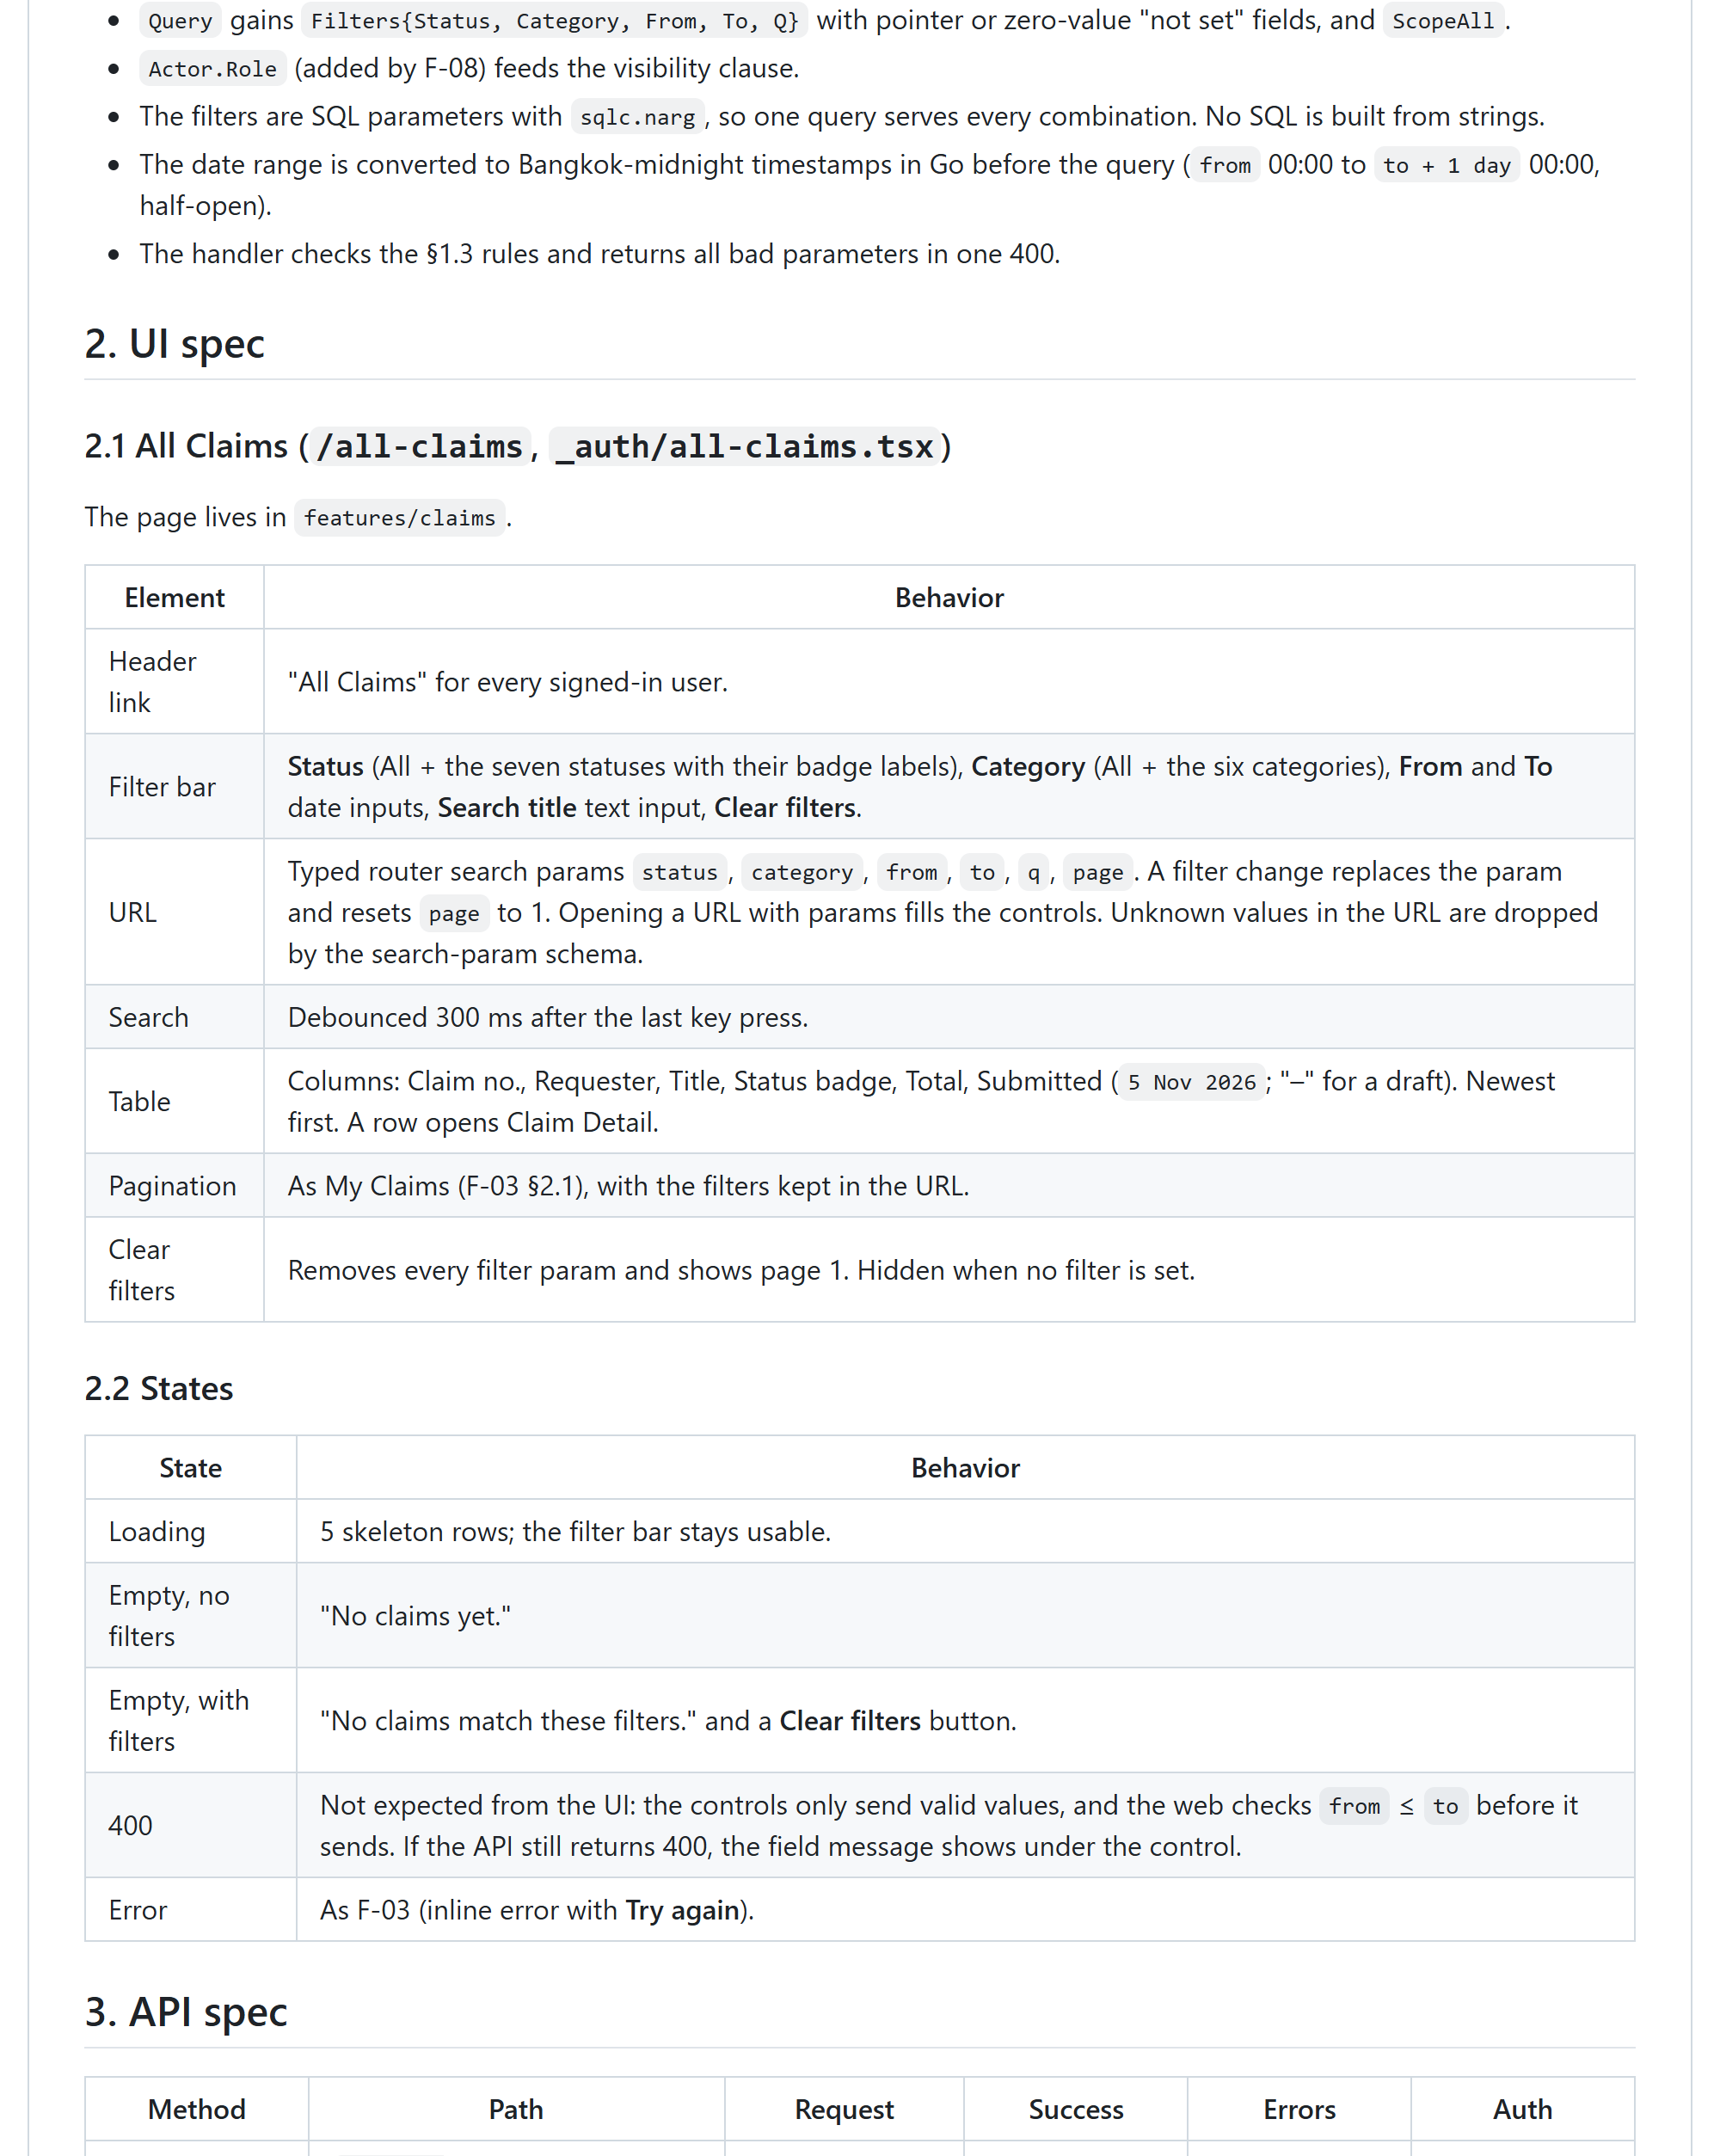 Query gains Filters{Status, Category, From, To, Q} with pointer or zero-value "not set" fields, and ScopeAll.
Actor.Role (added by F-08) feeds the visibility clause.
The filters are SQL parameters with sqlc.narg, so one query serves every combination. No SQL is built from strings.
The date range is converted to Bangkok-midnight timestamps in Go before the query (from 00:00 to to + 1 day 00:00,
half-open).
The handler checks the §1.3 rules and returns all bad parameters in one 400.
2. UI spec
2.1 All Claims (/all-claims, _auth/all-claims.tsx)
The page lives in features/claims.
Element Behavior
Header
link
"All Claims" for every signed-in user.
Filter bar
Status (All + the seven statuses with their badge labels), Category (All + the six categories), From and To
date inputs, Search title text input, Clear filters.
URL
Typed router search params status, category, from, to, q, page. A filter change replaces the param
and resets page to 1. Opening a URL with params fills the controls. Unknown values in the URL are dropped
by the search-param schema.
Search Debounced 300 ms after the last key press.
Table
Columns: Claim no., Requester, Title, Status badge, Total, Submitted (5 Nov 2026; "–" for a draft). Newest
first. A row opens Claim Detail.
Pagination As My Claims (F-03 §2.1), with the filters kept in the URL.
Clear
filters
Removes every filter param and shows page 1. Hidden when no filter is set.
2.2 States
State Behavior
Loading 5 skeleton rows; the filter bar stays usable.
Empty, no
filters
"No claims yet."
Empty, with
filters
"No claims match these filters." and a Clear filters button.
400
Not expected from the UI: the controls only send valid values, and the web checks from ≤ to before it
sends. If the API still returns 400, the field message shows under the control.
Error As F-03 (inline error with Try again).
3. API spec
Method Path Request Success Errors Auth